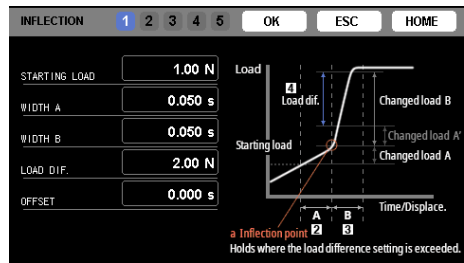 INFLECTION 1 2 3 4 5 OK ESC HOME
STARTING LOAD 1.00 N
WIDTH A 0.050 s
WIDTH B 0.050 s
LOAD DIF. 2.00 N
OFFSET 0.000 s
Load
4
Load dif.
Changed load B
Changed load A'
Starting load
Changed load A
Time/Displace.
A B
2 3
a Inflection point
Holds where the load difference setting is exceeded.